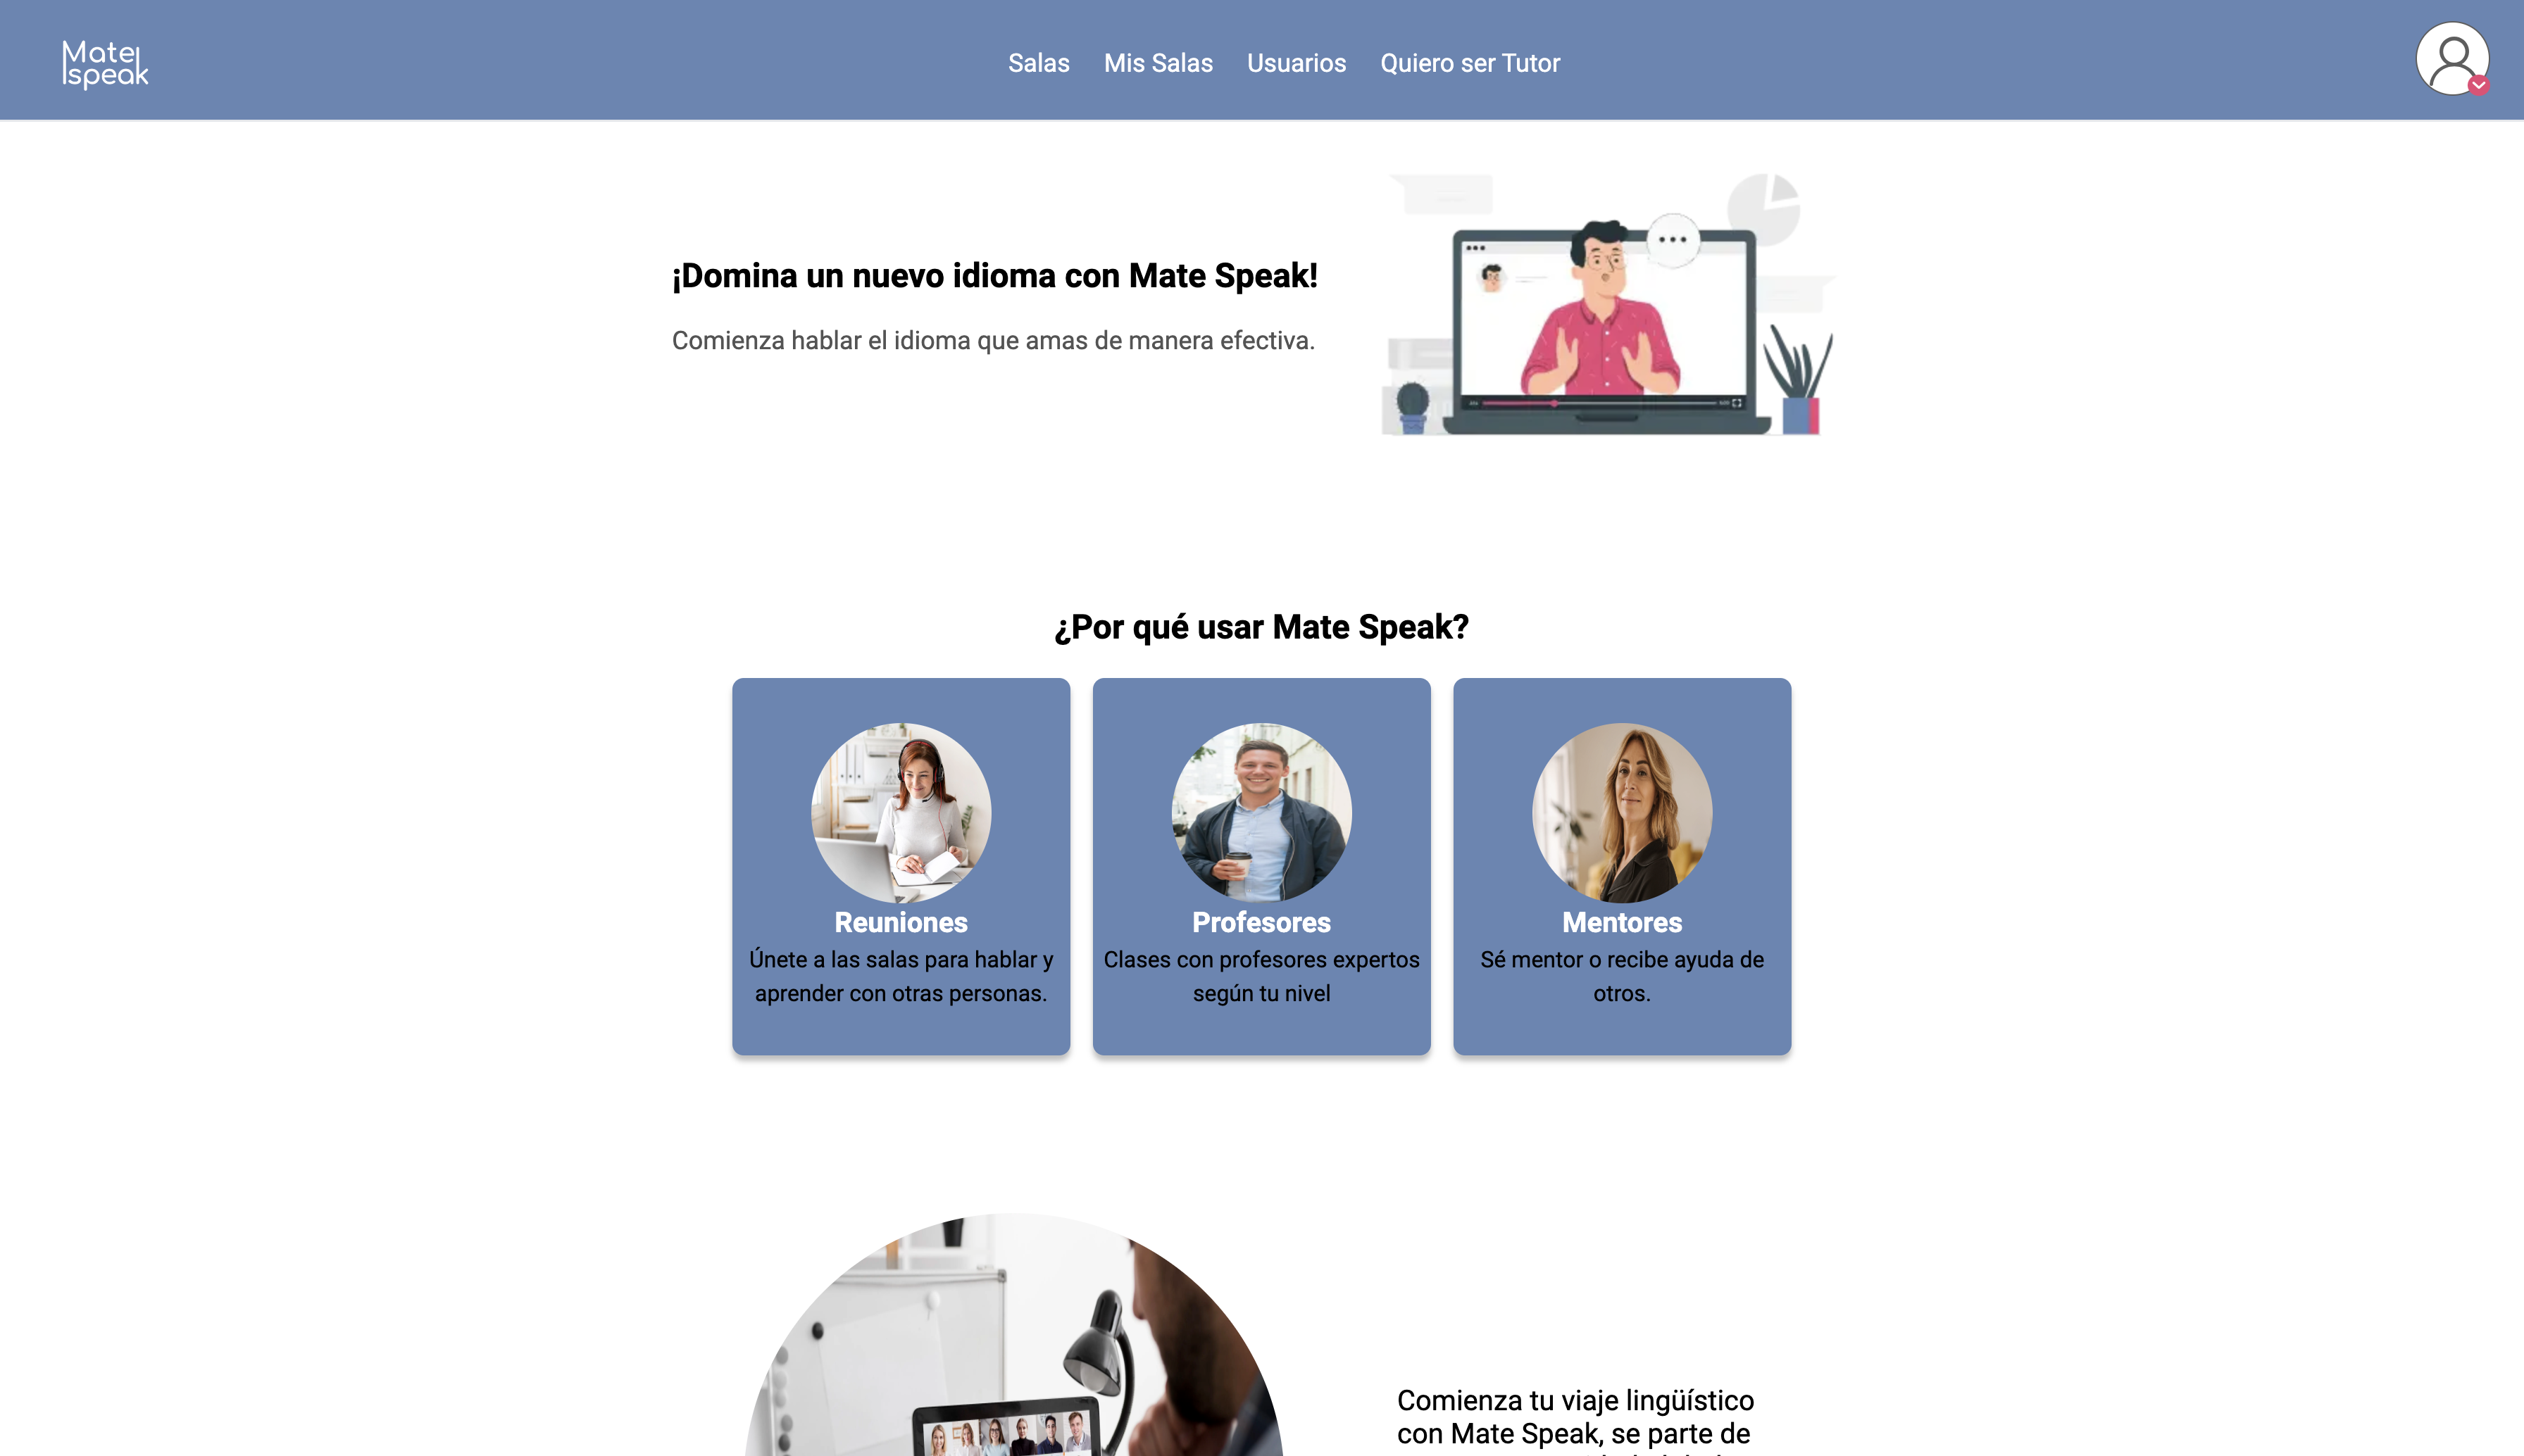 Mate
speak
Salas Mis Salas Usuarios Quiero ser Tutor
¡Domina un nuevo idioma con Mate Speak!
Comienza hablar el idioma que amas de manera efectiva.
¿Por qué usar Mate Speak?
Reuniones
Únete a las salas para hablar y
aprender con otras personas.
Profesores
Clases con profesores expertos
según tu nivel
Mentores
Sé mentor o recibe ayuda de
otros.
Comienza tu viaje lingüístico
con Mate Speak, se parte de